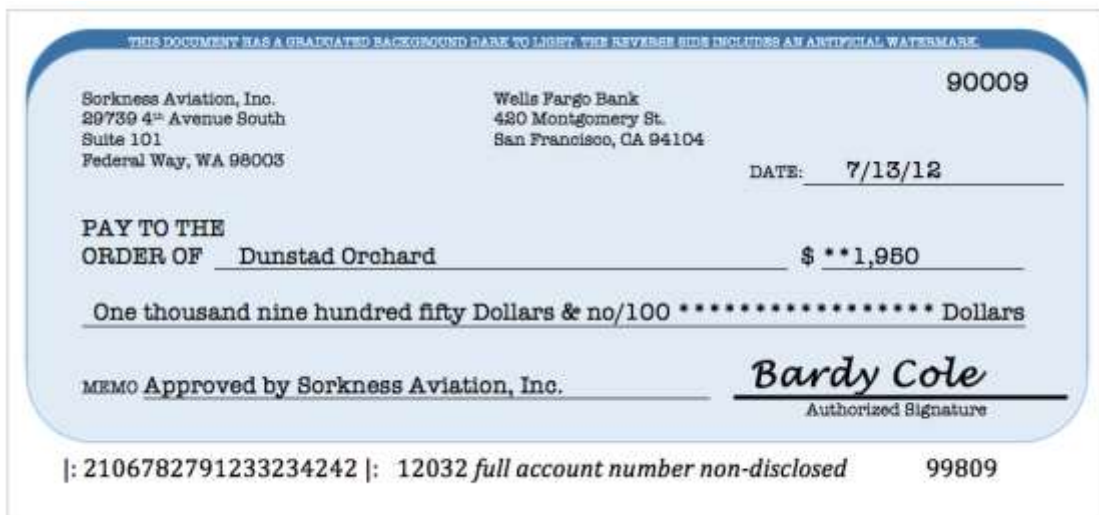 THIS DOCUMENT HAS A GRADUATED BACKGROUND DARK TO LIGHT. THE REVERSE SIDE INCLUDES AN ARTIFICIAL WATERMARK.
90009
Sorkness Aviation, Inc.
29739 4th Avenue South
Suite 101
Federal Way, WA 98003
Wells Fargo Bank
420 Montgomery St.
San Francisco, CA 94104
DATE: 7/13/12
PAY TO THE
ORDER OF Dunstad Orchard $ **1,950
One thousand nine hundred fifty Dollars & no/100 ***************** Dollars
MEMO Approved by Sorkness Aviation, Inc.
Bardy Cole
Authorized Signature
|: 2106782791233234242 |: 12032 full account number non-disclosed 99809